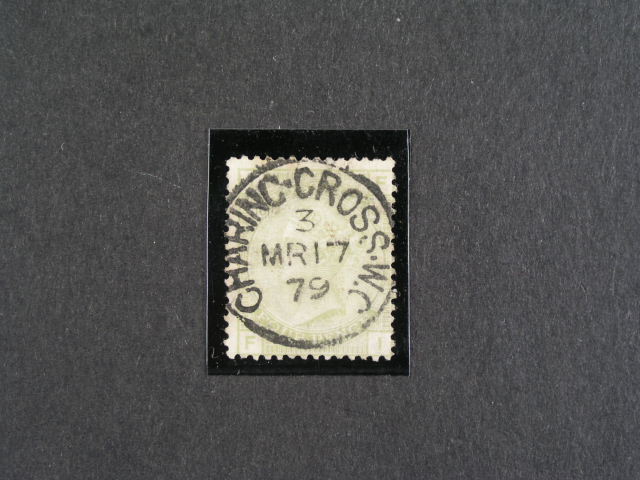 CHARING-CROSS.W.C
3
MR17
79
F I